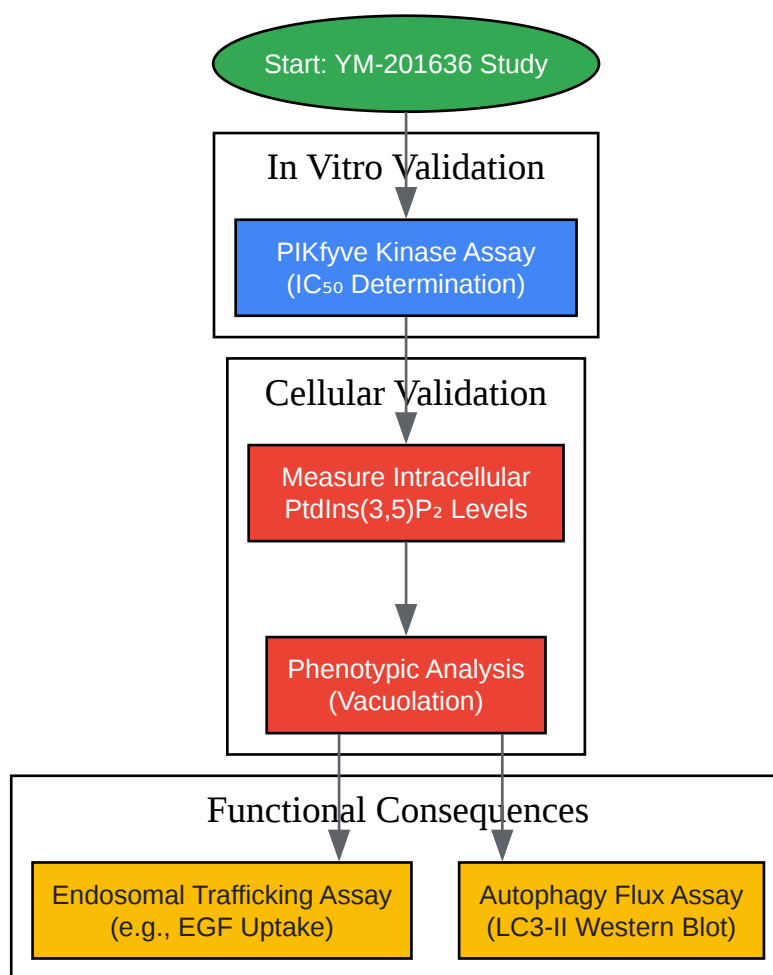 Start: YM-201636 Study
In Vitro Validation
PIKfyve Kinase Assay
(IC₅₀ Determination)
Cellular Validation
Measure Intracellular
PtdIns(3,5)P₂ Levels
Phenotypic Analysis
(Vacuolation)
Functional Consequences
Endosomal Trafficking Assay
(e.g., EGF Uptake)
Autophagy Flux Assay
(LC3-II Western Blot)